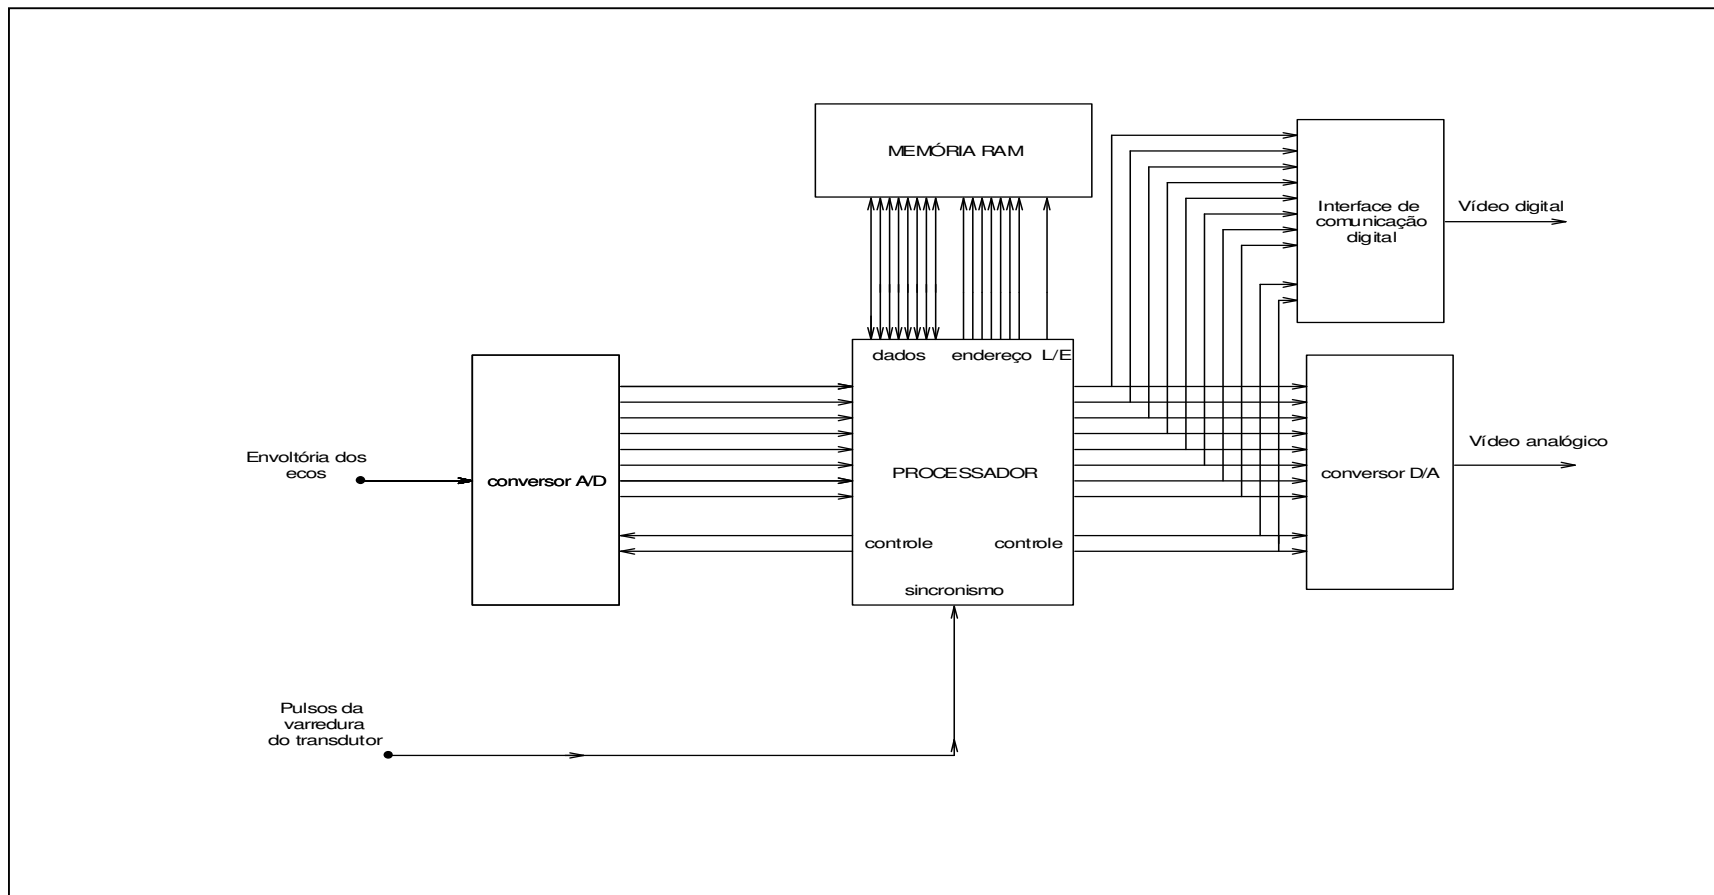 MEMÓRIA RAM
Interface de
comunicação
digital
Vídeo digital
dados
endereço
L/E
Envoltória dos
ecos
conversor A/D
PROCESSADOR
Vídeo analógico
conversor D/A
controle
controle
sincronismo
Pulsos da
varredura
do transdutor